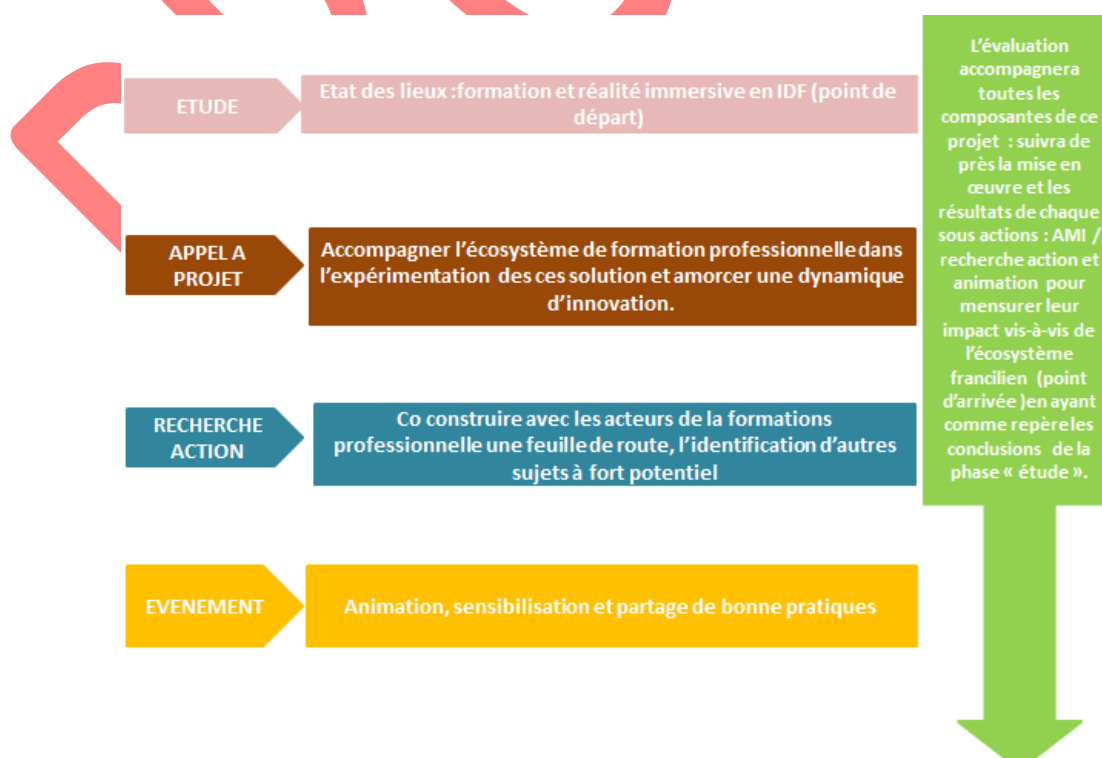 ETUDE
Etat des lieux :formation et réalité immersive en IDF (point de
départ)
APPEL A
PROJET
Accompagner l'écosystème de formation professionnelle dans
l'expérimentation des ces solution et amorcer une dynamique
d'innovation.
RECHERCHE
ACTION
Co construire avec les acteurs de la formations
professionnelle une feuille de route, l'identification d'autres
sujets à fort potentiel
EVENEMENT
Animation, sensibilisation et partage de bonne pratiques
L'évaluation
accompagnera
toutes les
composantes de ce
projet : suivra de
près la mise en
œuvre et les
résultats de chaque
sous actions : AMI /
recherche action et
animation pour
mensurer leur
impact vis-à-vis de
l'écosystème
francilien (point
d'arrivée )en ayant
comme repère les
conclusions de la
phase « étude ».